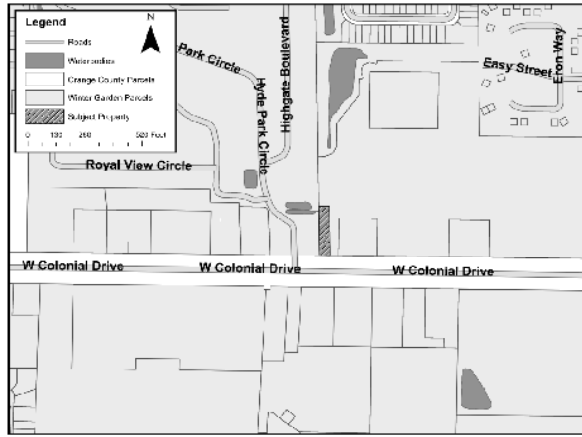 Legend
Roads
Waterbodies
Orange County Parcels
Winter Garden Parcels
Subject Property
0 130 260 520 Feet
N
Park Circle
Hyde Park Circle
Highgate Boulevard
Easy Street
Eron Way
Royal View Circle
W Colonial Drive
W Colonial Drive
W Colonial Drive